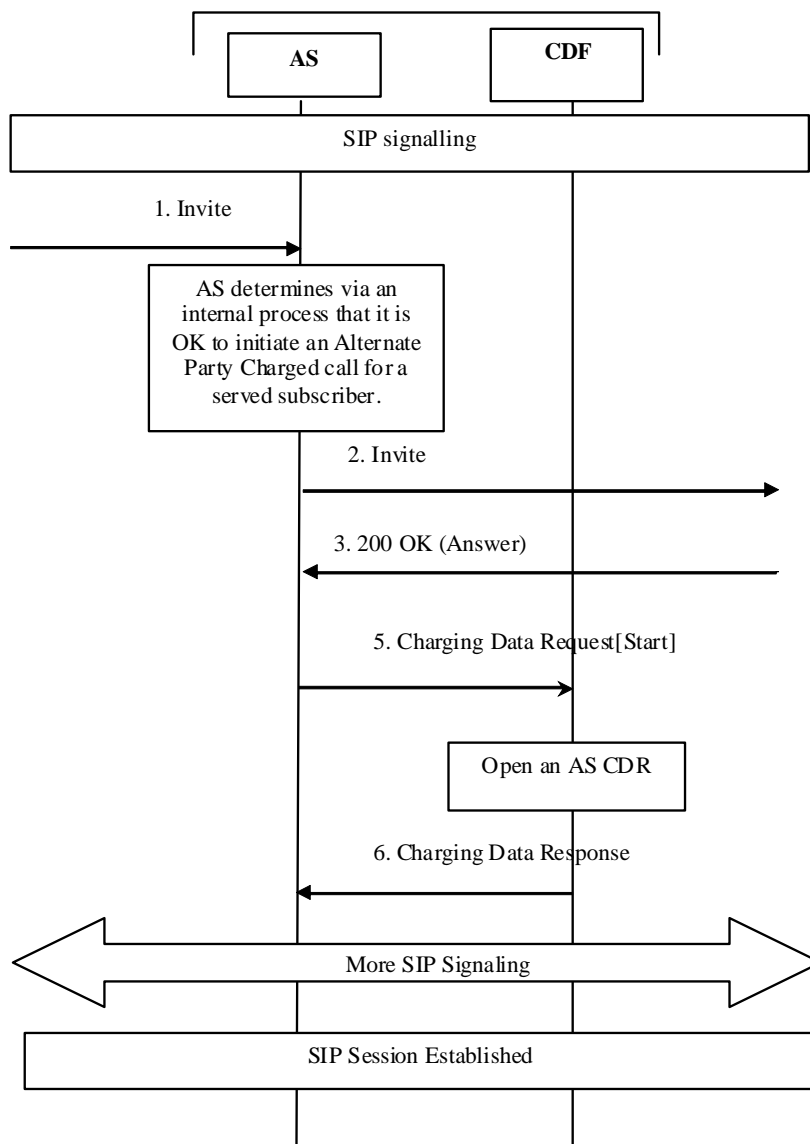 AS
CDF
SIP signalling
1. Invite
AS determines via an
internal process that it is
OK to initiate an Alternate
Party Charged call for a
served subscriber.
2. Invite
3. 200 OK (Answer)
5. Charging Data Request[Start]
Open an AS CDR
6. Charging Data Response
More SIP Signaling
SIP Session Established